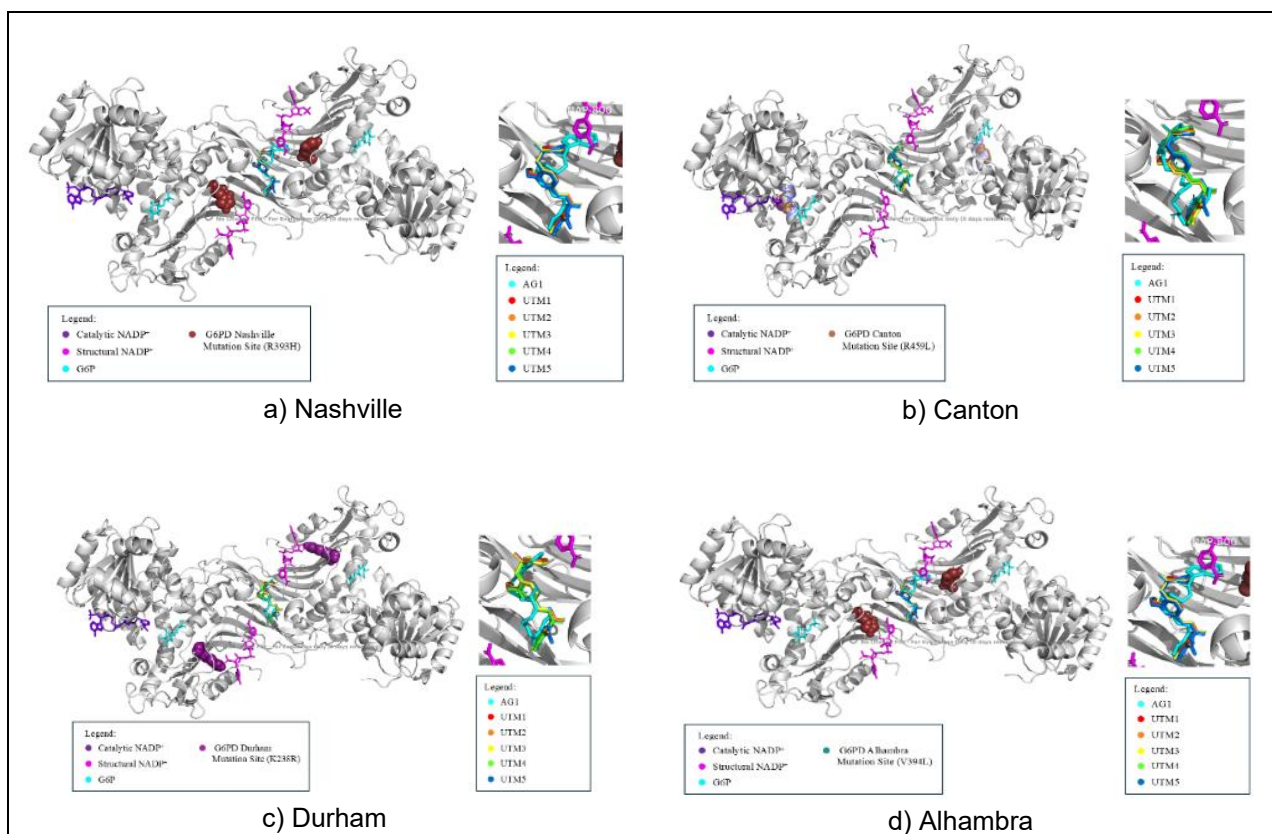 Legend:
Catalytic NADP⁺
Structural NADP⁺
G6P
G6PD Nashville
Mutation Site (R393H)
Legend:
AG1
UTM1
UTM2
UTM3
UTM4
UTM5
a) Nashville
Legend:
Catalytic NADP⁺
Structural NADP⁺
G6P
G6PD Canton
Mutation Site (R459L)
Legend:
AG1
UTM1
UTM2
UTM3
UTM4
UTM5
b) Canton
Legend:
Catalytic NADP⁺
Structural NADP⁺
G6P
G6PD Durham
Mutation Site (K238R)
Legend:
AG1
UTM1
UTM2
UTM3
UTM4
UTM5
c) Durham
Legend:
Catalytic NADP⁺
Structural NADP⁺
G6P
G6PD Alhambra
Mutation Site (V394L)
Legend:
AG1
UTM1
UTM2
UTM3
UTM4
UTM5
d) Alhambra